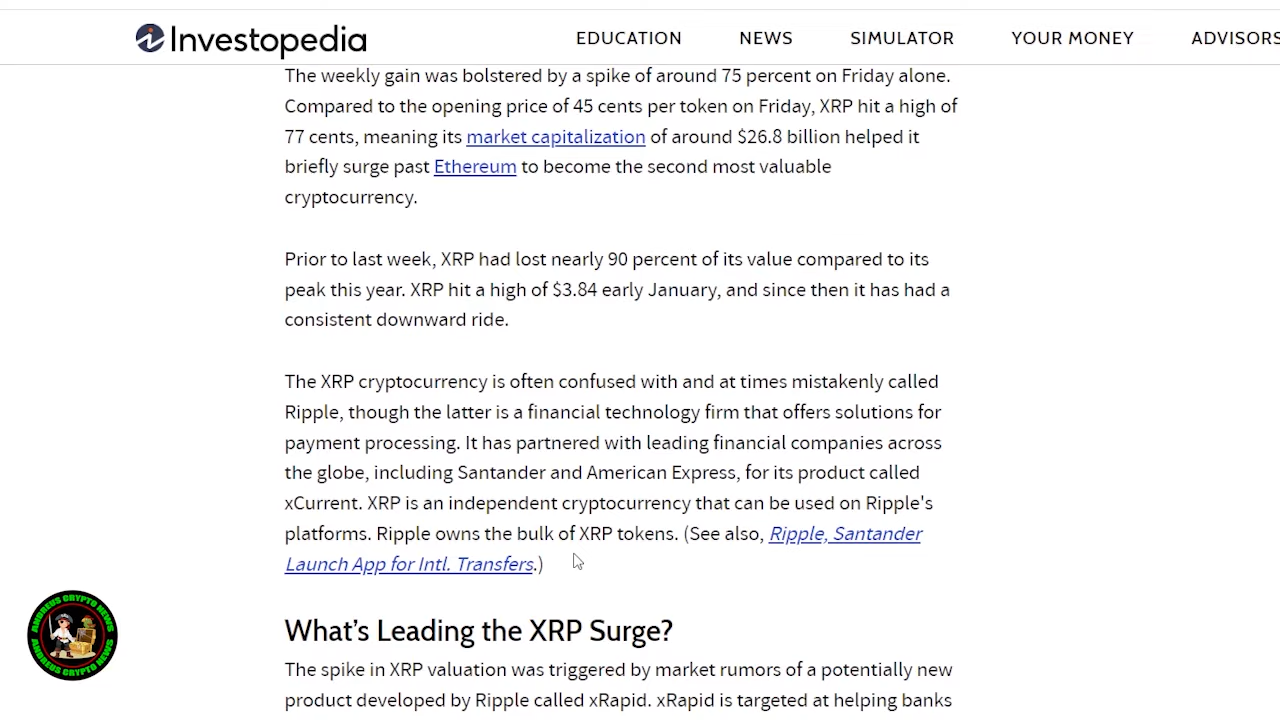 Investopedia
EDUCATION NEWS SIMULATOR YOUR MONEY ADVISORS
The weekly gain was bolstered by a spike of around 75 percent on Friday alone.
Compared to the opening price of 45 cents per token on Friday, XRP hit a high of
77 cents, meaning its market capitalization of around $26.8 billion helped it
briefly surge past Ethereum to become the second most valuable
cryptocurrency.
Prior to last week, XRP had lost nearly 90 percent of its value compared to its
peak this year. XRP hit a high of $3.84 early January, and since then it has had a
consistent downward ride.
The XRP cryptocurrency is often confused with and at times mistakenly called
Ripple, though the latter is a financial technology firm that offers solutions for
payment processing. It has partnered with leading financial companies across
the globe, including Santander and American Express, for its product called
xCurrent. XRP is an independent cryptocurrency that can be used on Ripple's
platforms. Ripple owns the bulk of XRP tokens. (See also, Ripple, Santander
Launch App for Intl. Transfers.)
ANDREUS CRYPTO NEWS
ANDREUS CRYPTO NEWS
What’s Leading the XRP Surge?
The spike in XRP valuation was triggered by market rumors of a potentially new
product developed by Ripple called xRapid. xRapid is targeted at helping banks